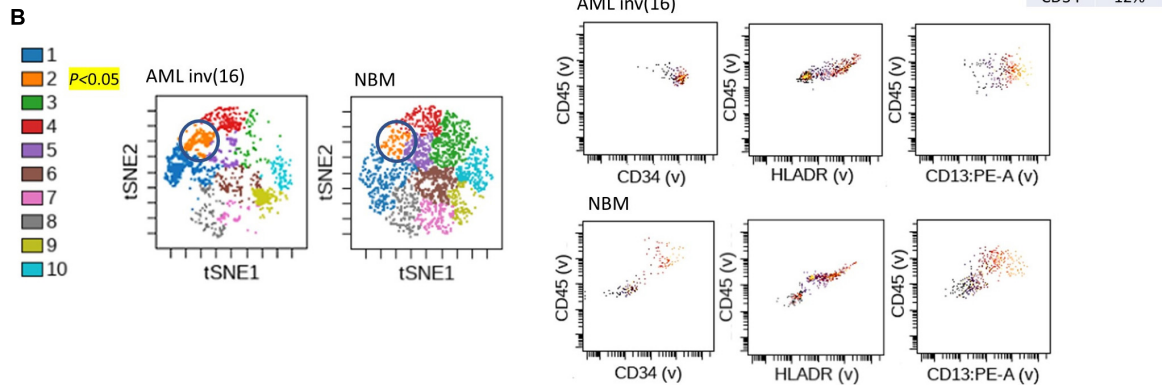 B
1
2
3
4
5
6
7
8
9
10
P<0.05
AML inv(16)
tSNE2
tSNE1
NBM
tSNE2
tSNE1
AML inv(16)
CD45 (v)
CD34 (v)
CD45 (v)
HLADR (v)
CD45 (v)
CD13:PE-A (v)
NBM
CD45 (v)
CD34 (v)
CD45 (v)
HLADR (v)
CD45 (v)
CD13:PE-A (v)
CD34 12%